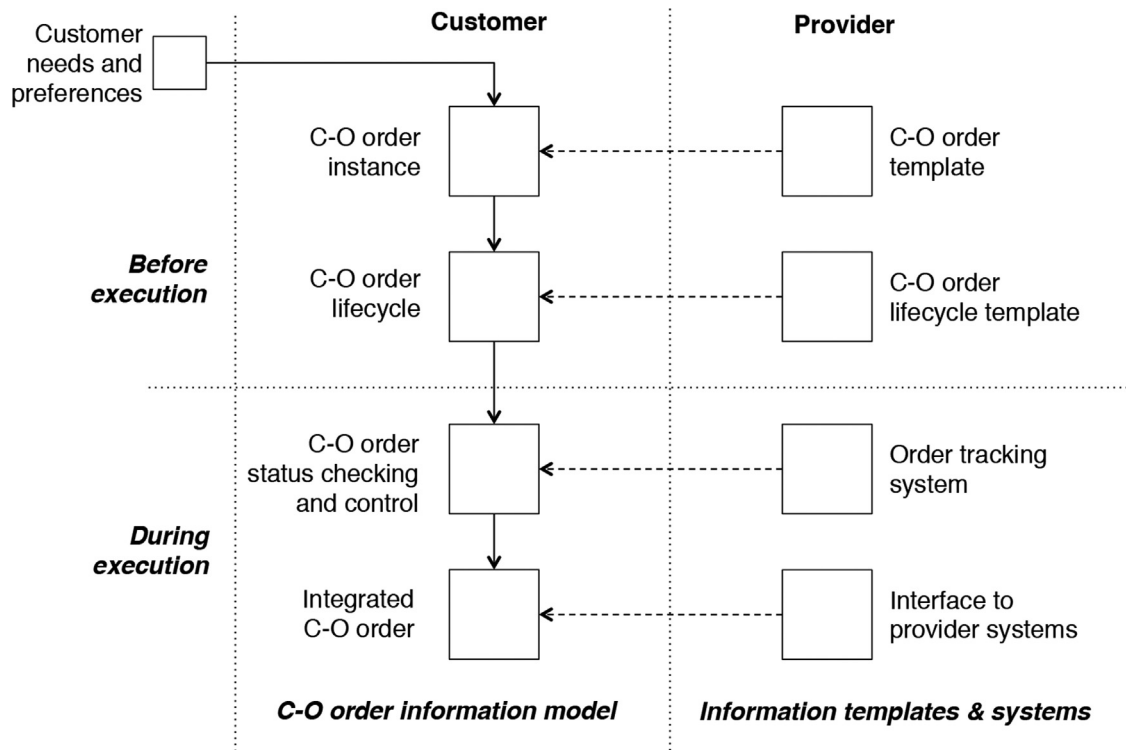 Customer
needs and
preferences
Customer
Provider
C-O order
instance
C-O order
template
Before
execution
C-O order
lifecycle
C-O order
lifecycle template
C-O order
status checking
and control
Order tracking
system
During
execution
Integrated
C-O order
Interface to
provider systems
C-O order information model
Information templates & systems